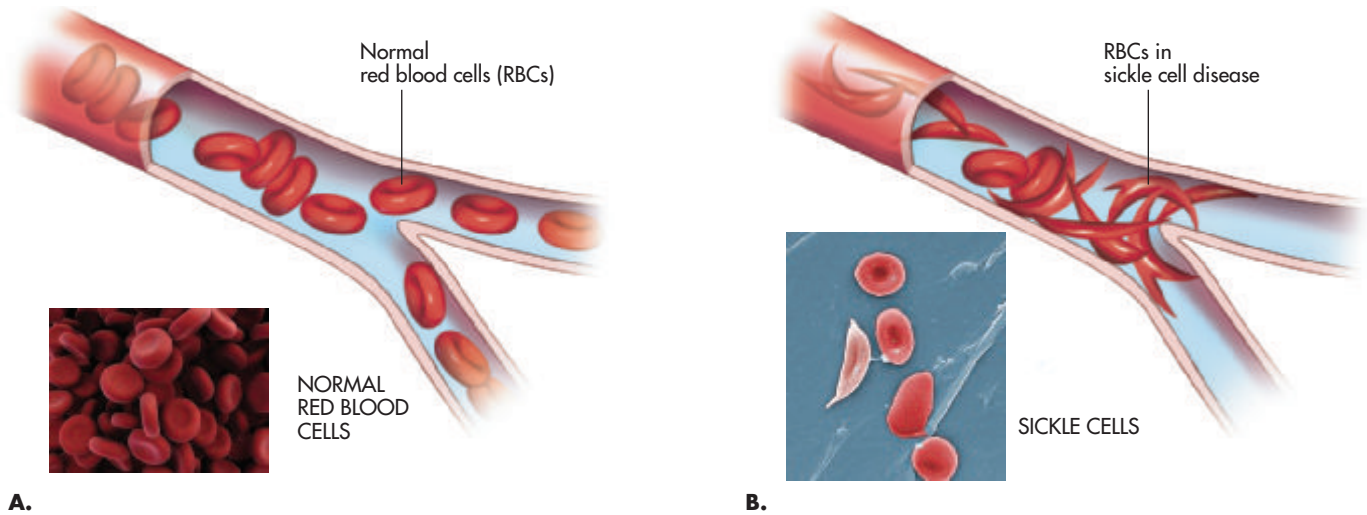 Normal
red blood cells (RBCs)
NORMAL
RED BLOOD
CELLS
A.
RBCs in
sickle cell disease
SICKLE CELLS
B.